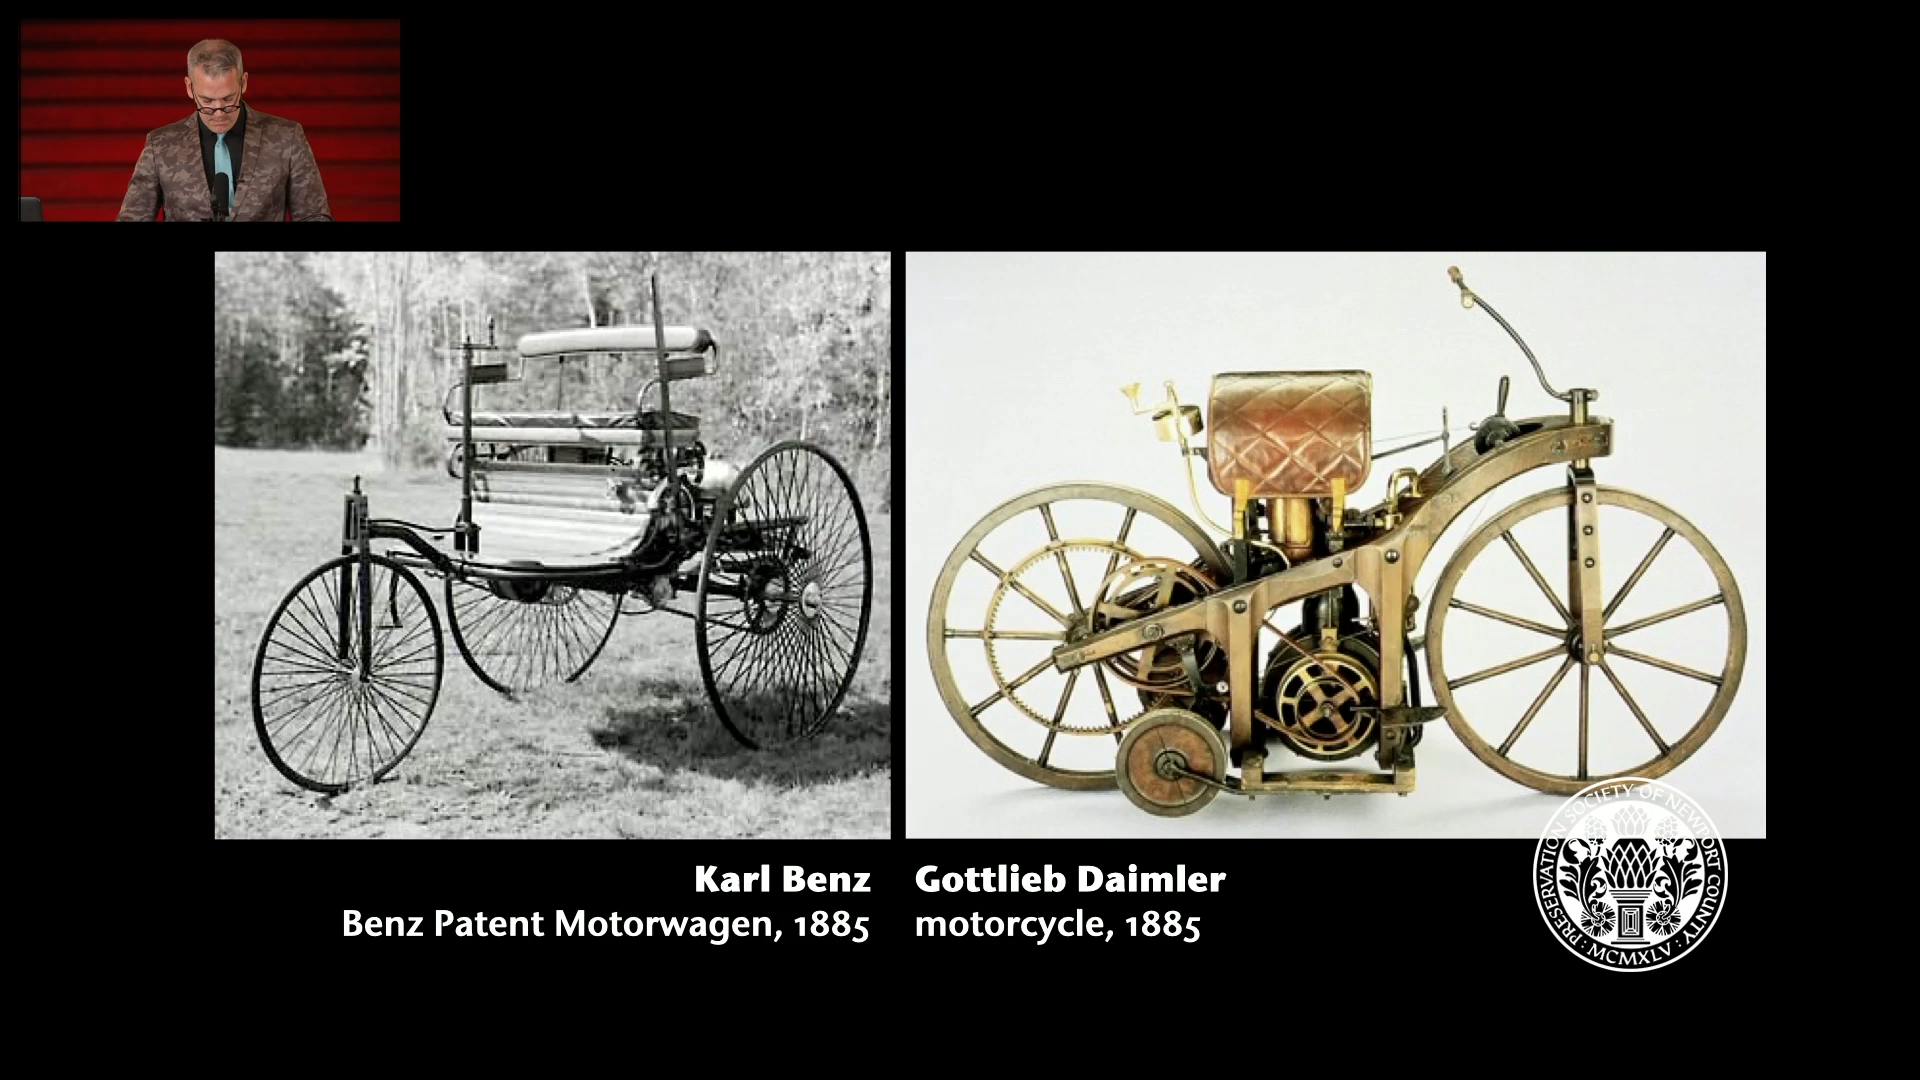 Karl Benz
Benz Patent Motorwagen, 1885
Gottlieb Daimler
motorcycle, 1885
PRESERVATION SOCIETY OF NEWPORT COUNTY
MCMXLV